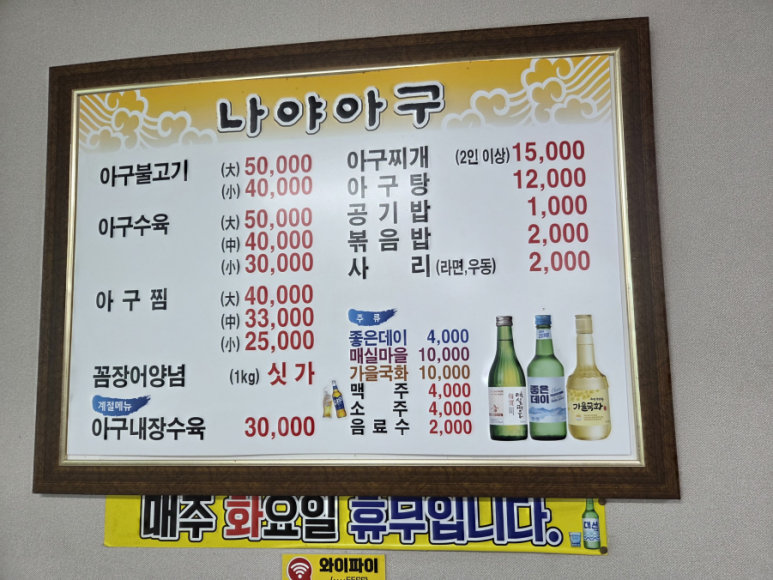 나야아구
아구불고기 (大) 50,000
(小) 40,000
아구수육 (大) 50,000
(中) 40,000
(小) 30,000
아구찜 (大) 40,000
(中) 33,000
(小) 25,000
꼼장어양념 (1kg) 싯가
계절메뉴
아구내장수육 30,000
아구찌개 (2인 이상) 15,000
아구탕 12,000
공기밥 1,000
볶음밥 2,000
사리 (라면,우동) 2,000
주류
좋은데이 4,000
매실마을 10,000
가을국화 10,000
맥주 4,000
소주 4,000
음료수 2,000
좋은
데이
가을국화
매주 화요일 휴무입니다.
대선
와이파이